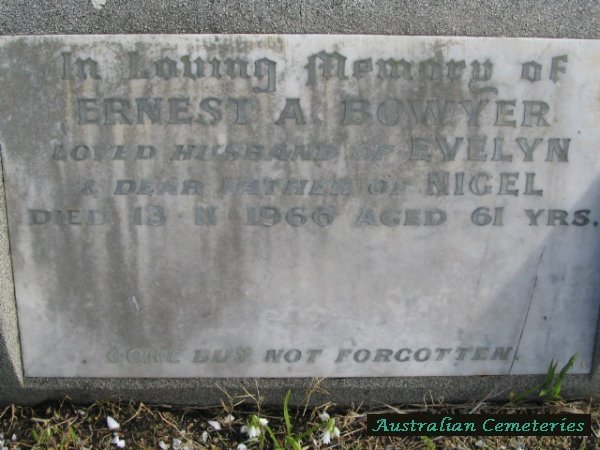 In Loving Memory of
ERNEST A. BOWYER
LOVED HUSBAND OF EVELYN
& DEAR FATHER OF NIGEL
DIED 13-11 1966 AGED 61 YRS.
GONE BUT NOT FORGOTTEN.
Australian Cemeteries